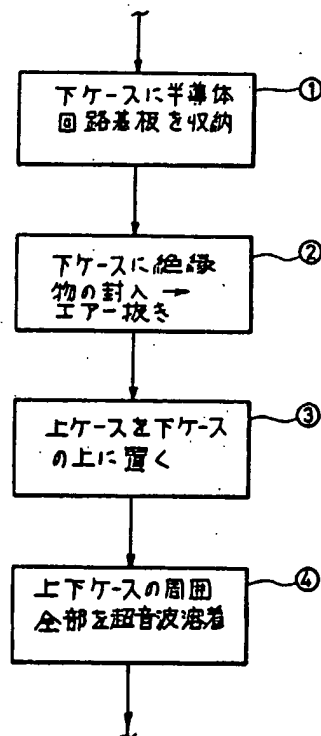 下ケースに半導体
回路基板を収納
①
下ケースに絶縁
物の封入→
エアー抜き
②
上ケースを下ケース
の上に置く
③
上下ケースの周囲
全部を超音波溶着
④